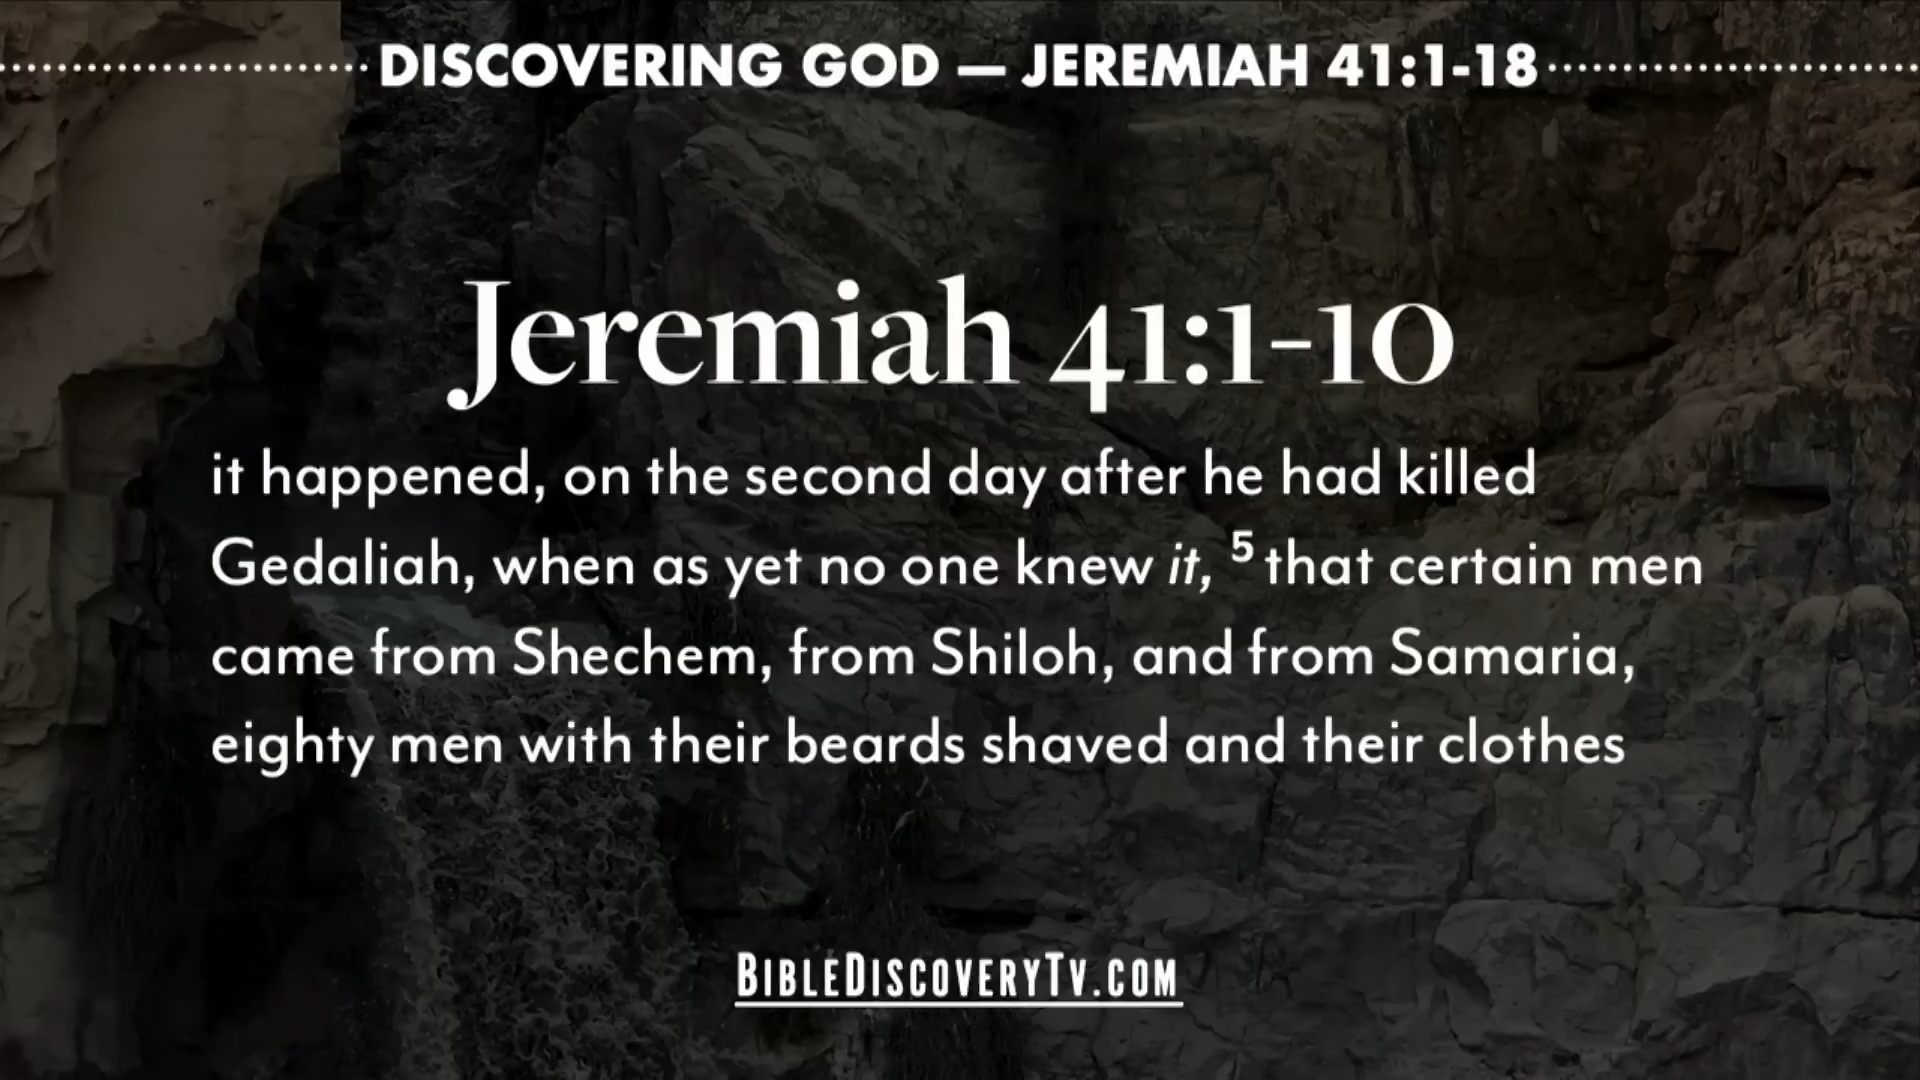 DISCOVERING GOD — JEREMIAH 41:1-18
Jeremiah 41:1-10
it happened, on the second day after he had killed
Gedaliah, when as yet no one knew it, 5 that certain men
came from Shechem, from Shiloh, and from Samaria,
eighty men with their beards shaved and their clothes
BIBLEDISCOVERYTV.COM